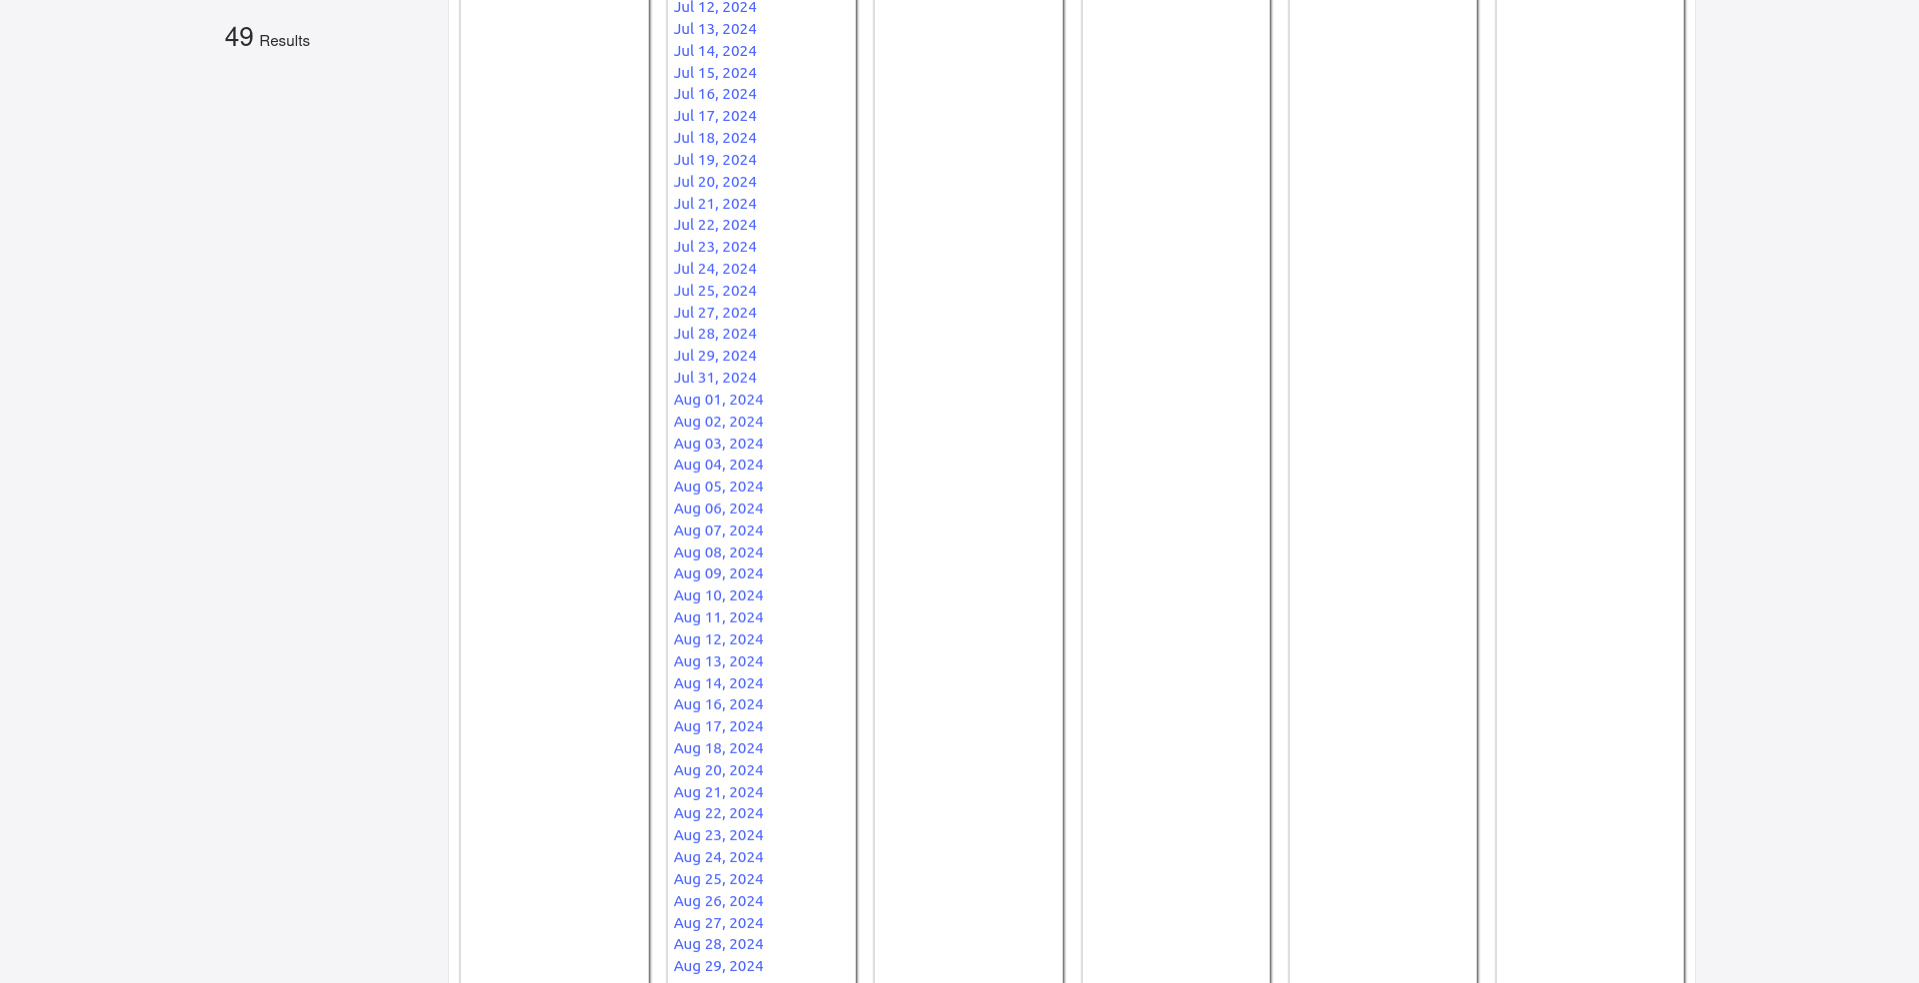 49 Results
Jul 12, 2024
Jul 13, 2024
Jul 14, 2024
Jul 15, 2024
Jul 16, 2024
Jul 17, 2024
Jul 18, 2024
Jul 19, 2024
Jul 20, 2024
Jul 21, 2024
Jul 22, 2024
Jul 23, 2024
Jul 24, 2024
Jul 25, 2024
Jul 27, 2024
Jul 28, 2024
Jul 29, 2024
Jul 31, 2024
Aug 01, 2024
Aug 02, 2024
Aug 03, 2024
Aug 04, 2024
Aug 05, 2024
Aug 06, 2024
Aug 07, 2024
Aug 08, 2024
Aug 09, 2024
Aug 10, 2024
Aug 11, 2024
Aug 12, 2024
Aug 13, 2024
Aug 14, 2024
Aug 16, 2024
Aug 17, 2024
Aug 18, 2024
Aug 20, 2024
Aug 21, 2024
Aug 22, 2024
Aug 23, 2024
Aug 24, 2024
Aug 25, 2024
Aug 26, 2024
Aug 27, 2024
Aug 28, 2024
Aug 29, 2024